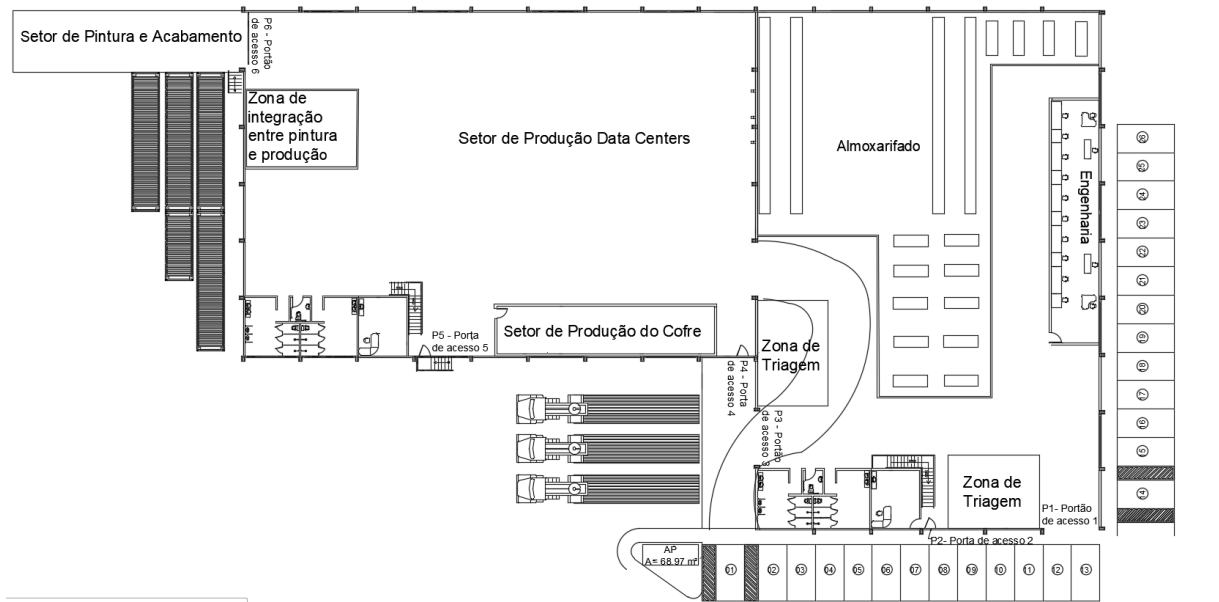 Setor de Pintura e Acabamento
P6 - Portão
de acesso 6
Zona de
integração
entre pintura
e produção
Setor de Produção Data Centers
Almoxarifado
Engenharia
26
25
24
23
22
21
20
19
18
17
16
15
14
P5 - Porta
de acesso 5
Setor de Produção do Cofre
P4 - Porta
de acesso 4
Zona de
Triagem
P3 - Portão
de acesso 3
Zona de
Triagem
P1- Portão
de acesso 1
P2- Porta de acesso 2
AP
A= 68.97 m²
01
02
03
04
05
06
07
08
09
10
11
12
13